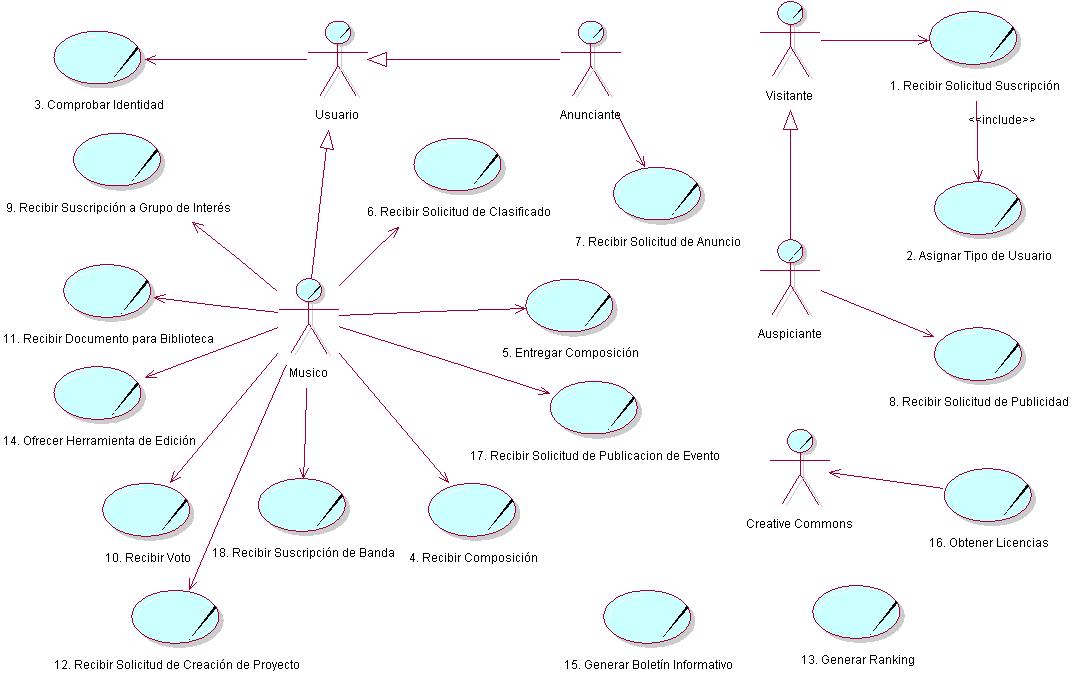 3. Comprobar Identidad
Usuario
Anunciante
Visitante
1. Recibir Solicitud Suscripción
<<include>>
9. Recibir Suscripción a Grupo de Interés
6. Recibir Solicitud de Clasificado
7. Recibir Solicitud de Anuncio
2. Asignar Tipo de Usuario
11. Recibir Documento para Biblioteca
Musico
5. Entregar Composición
Auspiciante
8. Recibir Solicitud de Publicidad
14. Ofrecer Herramienta de Edición
17. Recibir Solicitud de Publicacion de Evento
Creative Commons
16. Obtener Licencias
10. Recibir Voto
18. Recibir Suscripción de Banda
4. Recibir Composición
12. Recibir Solicitud de Creación de Proyecto
15. Generar Boletín Informativo
13. Generar Ranking